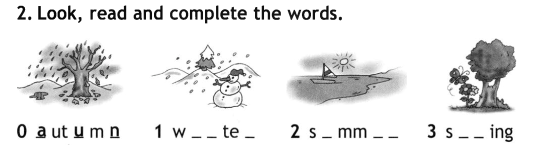 2. Look, read and complete the words.
0 a ut u m n 1 w _ _ te _ 2 s _ mm _ _ 3 s _ _ ing